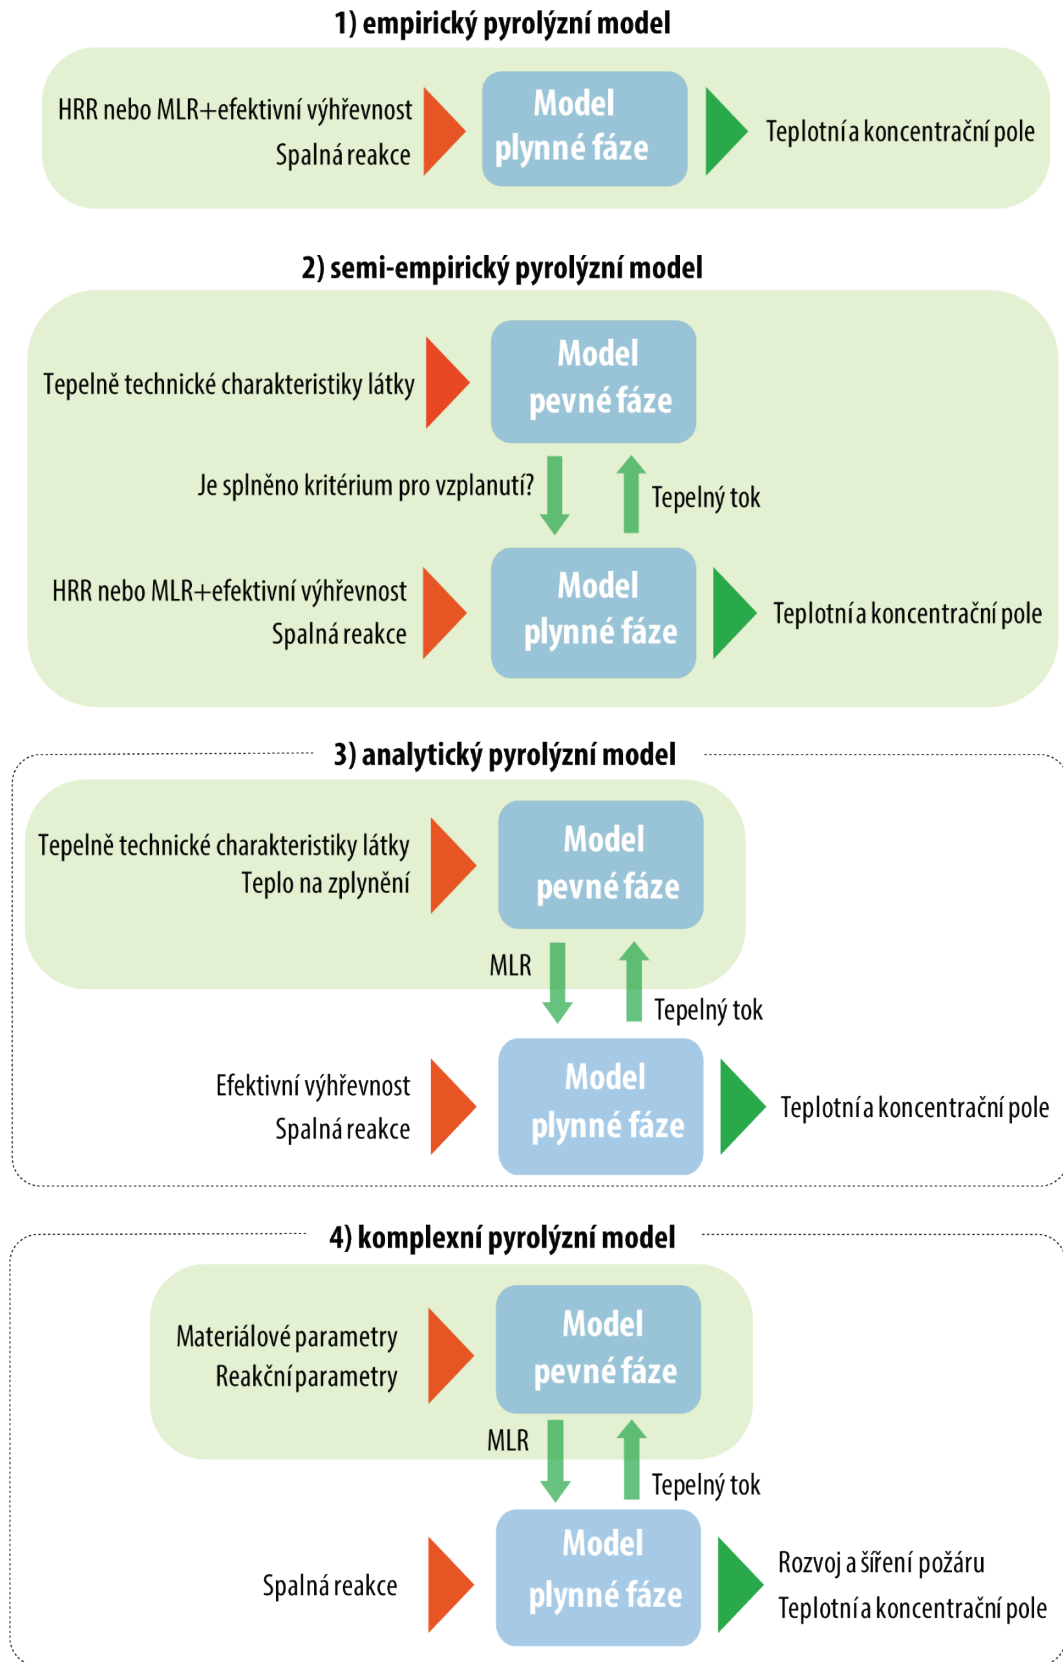 1) empirický pyrolýzní model
HRR nebo MLR+efektivní výhřevnost
Spalná reakce
Model
plynné fáze
Teplotní a koncentrační pole
2) semi-empirický pyrolýzní model
Tepelně technické charakteristiky látky
Model
pevné fáze
Je splněno kritérium pro vzplanutí?
Tepelný tok
HRR nebo MLR+efektivní výhřevnost
Spalná reakce
Model
plynné fáze
Teplotní a koncentrační pole
3) analytický pyrolýzní model
Tepelně technické charakteristiky látky
Teplo na zplynění
Model
pevné fáze
MLR
Tepelný tok
Efektivní výhřevnost
Spalná reakce
Model
plynné fáze
Teplotní a koncentrační pole
4) komplexní pyrolýzní model
Materiálové parametry
Reakční parametry
Model
pevné fáze
MLR
Tepelný tok
Spalná reakce
Model
plynné fáze
Rozvoj a šíření požáru
Teplotní a koncentrační pole